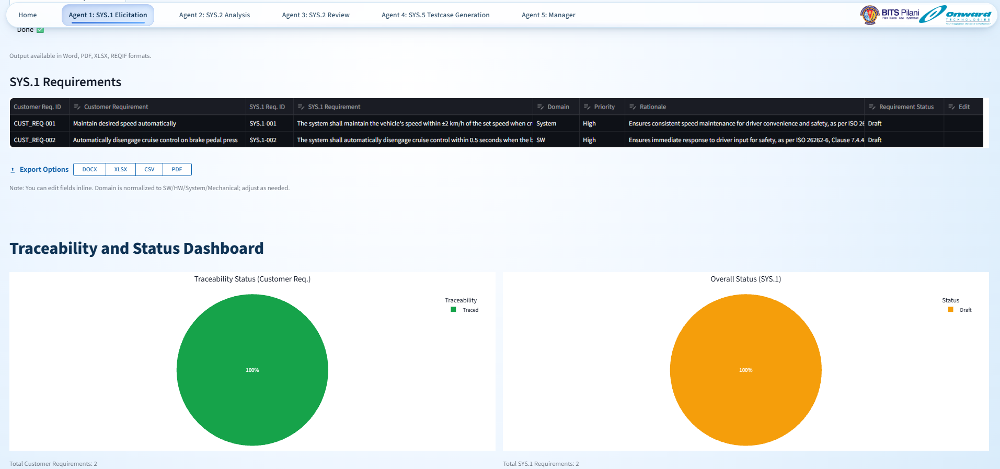 Home
Agent 1: SYS.1 Elicitation
Agent 2: SYS.2 Analysis
Agent 3: SYS.2 Review
Agent 4: SYS.5 Testcase Generation
Agent 5: Manager
BITS Pilani
Pilani | Dubai | Goa | Hyderabad
Onward
TECHNOLOGIES
Done
Output available in Word, PDF, XLSX, REQIF formats.
SYS.1 Requirements
Customer Req. ID Customer Requirement SYS.1 Req. ID SYS.1 Requirement Domain Priority Rationale Requirement Status Edit
CUST_REQ-001 Maintain desired speed automatically SYS.1-001 The system shall maintain the vehicle's speed within ±2 km/h of the set speed when cr System High Ensures consistent speed maintenance for driver convenience and safety, as per ISO 26 Draft
CUST_REQ-002 Automatically disengage cruise control on brake pedal press SYS.1-002 The system shall automatically disengage cruise control within 0.5 seconds when the b SW High Ensures immediate response to driver input for safety, as per ISO 26262-6, Clause 7.4.4 Draft
Export Options DOCX XLSX CSV PDF
Note: You can edit fields inline. Domain is normalized to SW/HW/System/Mechanical; adjust as needed.
Traceability and Status Dashboard
Traceability Status (Customer Req.)
Traceability
Traced
100%
Overall Status (SYS.1)
Status
Draft
100%
Total Customer Requirements: 2
Total SYS.1 Requirements: 2